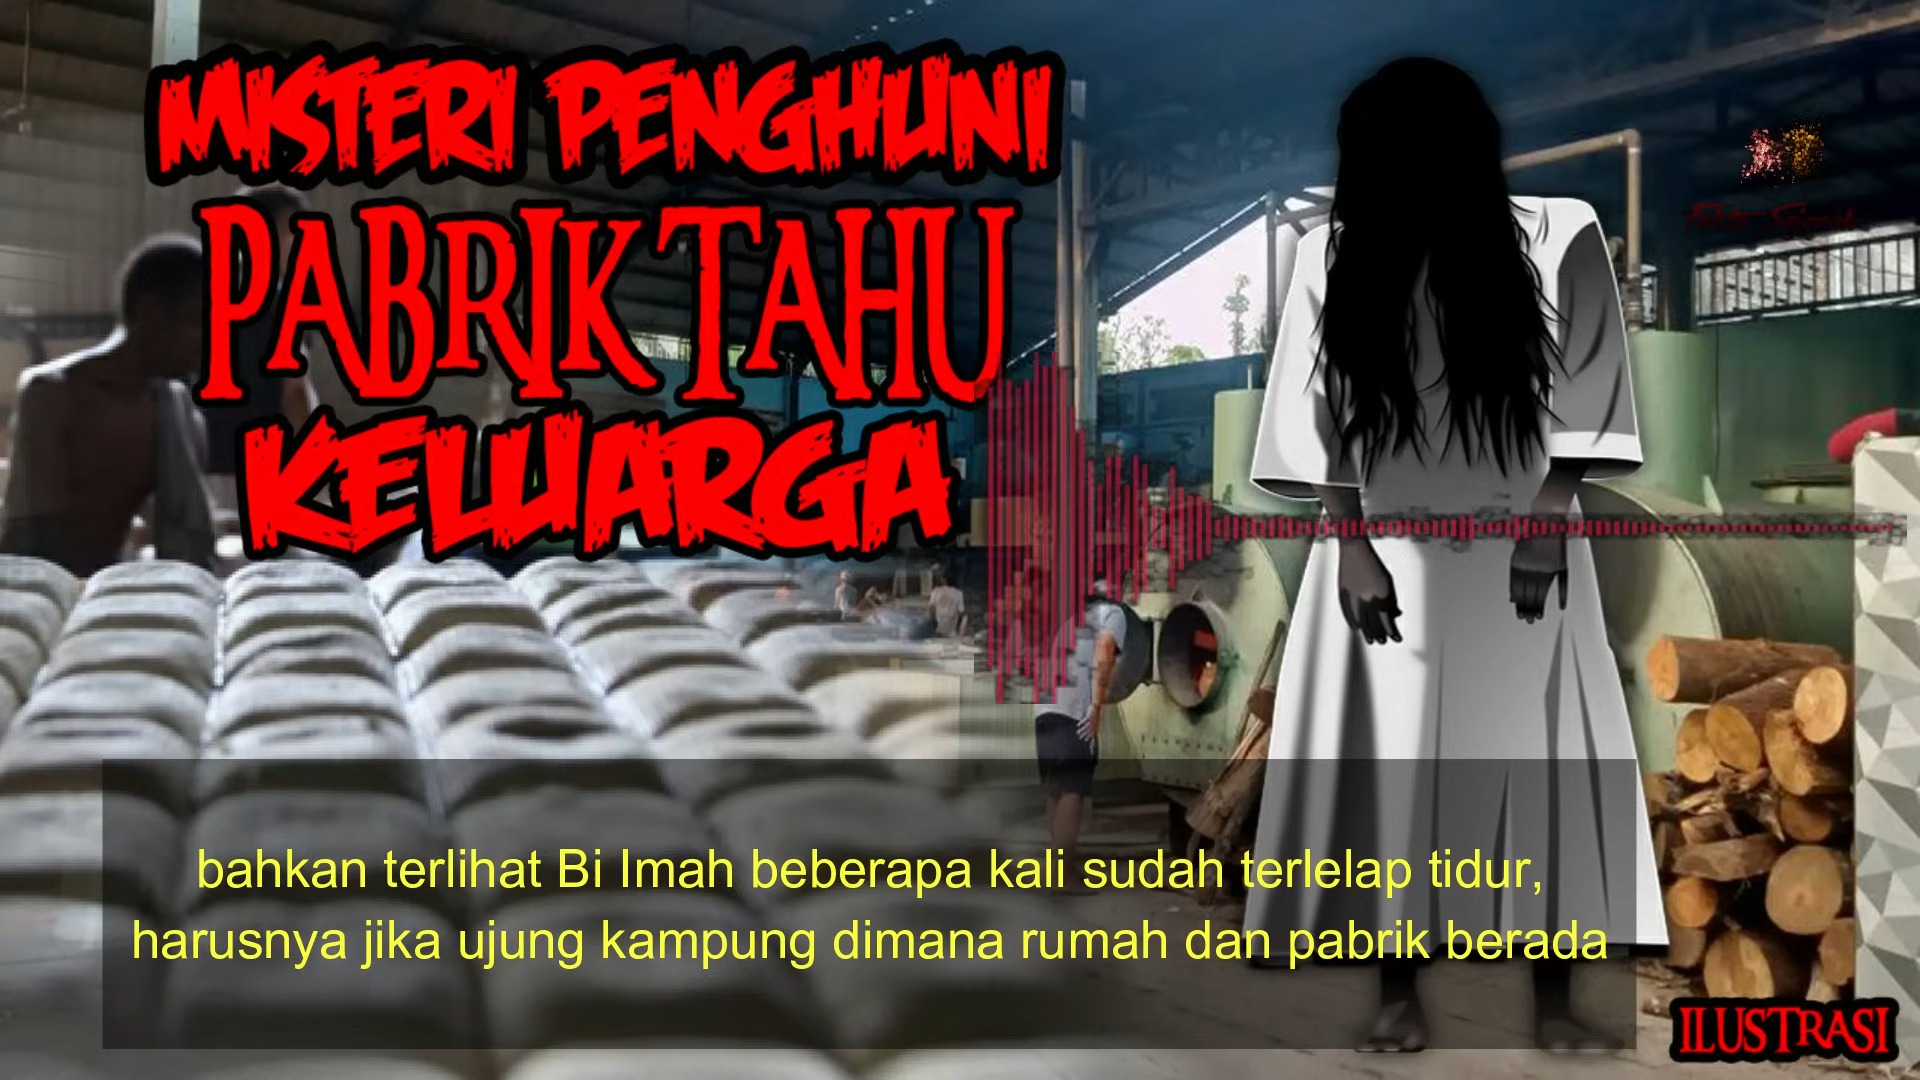 MISTERI PENGHUNI
PABRIK TAHU
KELUARGA
bahkan terlihat Bi Imah beberapa kali sudah terlelap tidur,
harusnya jika ujung kampung dimana rumah dan pabrik berada
ILUSTRASI